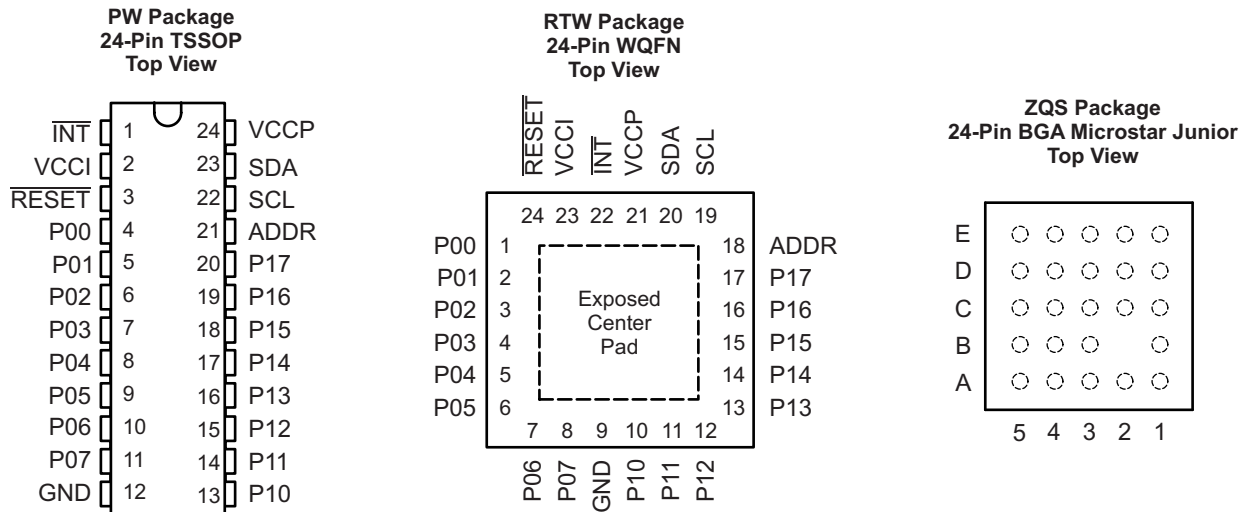 PW Package
24-Pin TSSOP
Top View
INT 1 24 VCCP
VCCI 2 23 SDA
RESET 3 22 SCL
P00 4 21 ADDR
P01 5 20 P17
P02 6 19 P16
P03 7 18 P15
P04 8 17 P14
P05 9 16 P13
P06 10 15 P12
P07 11 14 P11
GND 12 13 P10
RTW Package
24-Pin WQFN
Top View
RESET VCCI INT VCCP SDA SCL
24 23 22 21 20 19
P00 1 18 ADDR
P01 2 17 P17
P02 3 16 P16
P03 4 15 P15
P04 5 14 P14
P05 6 13 P13
Exposed
Center
Pad
7 8 9 10 11 12
P06 P07 GND P10 P11 P12
ZQS Package
24-Pin BGA Microstar Junior
Top View
E
D
C
B
A
5 4 3 2 1